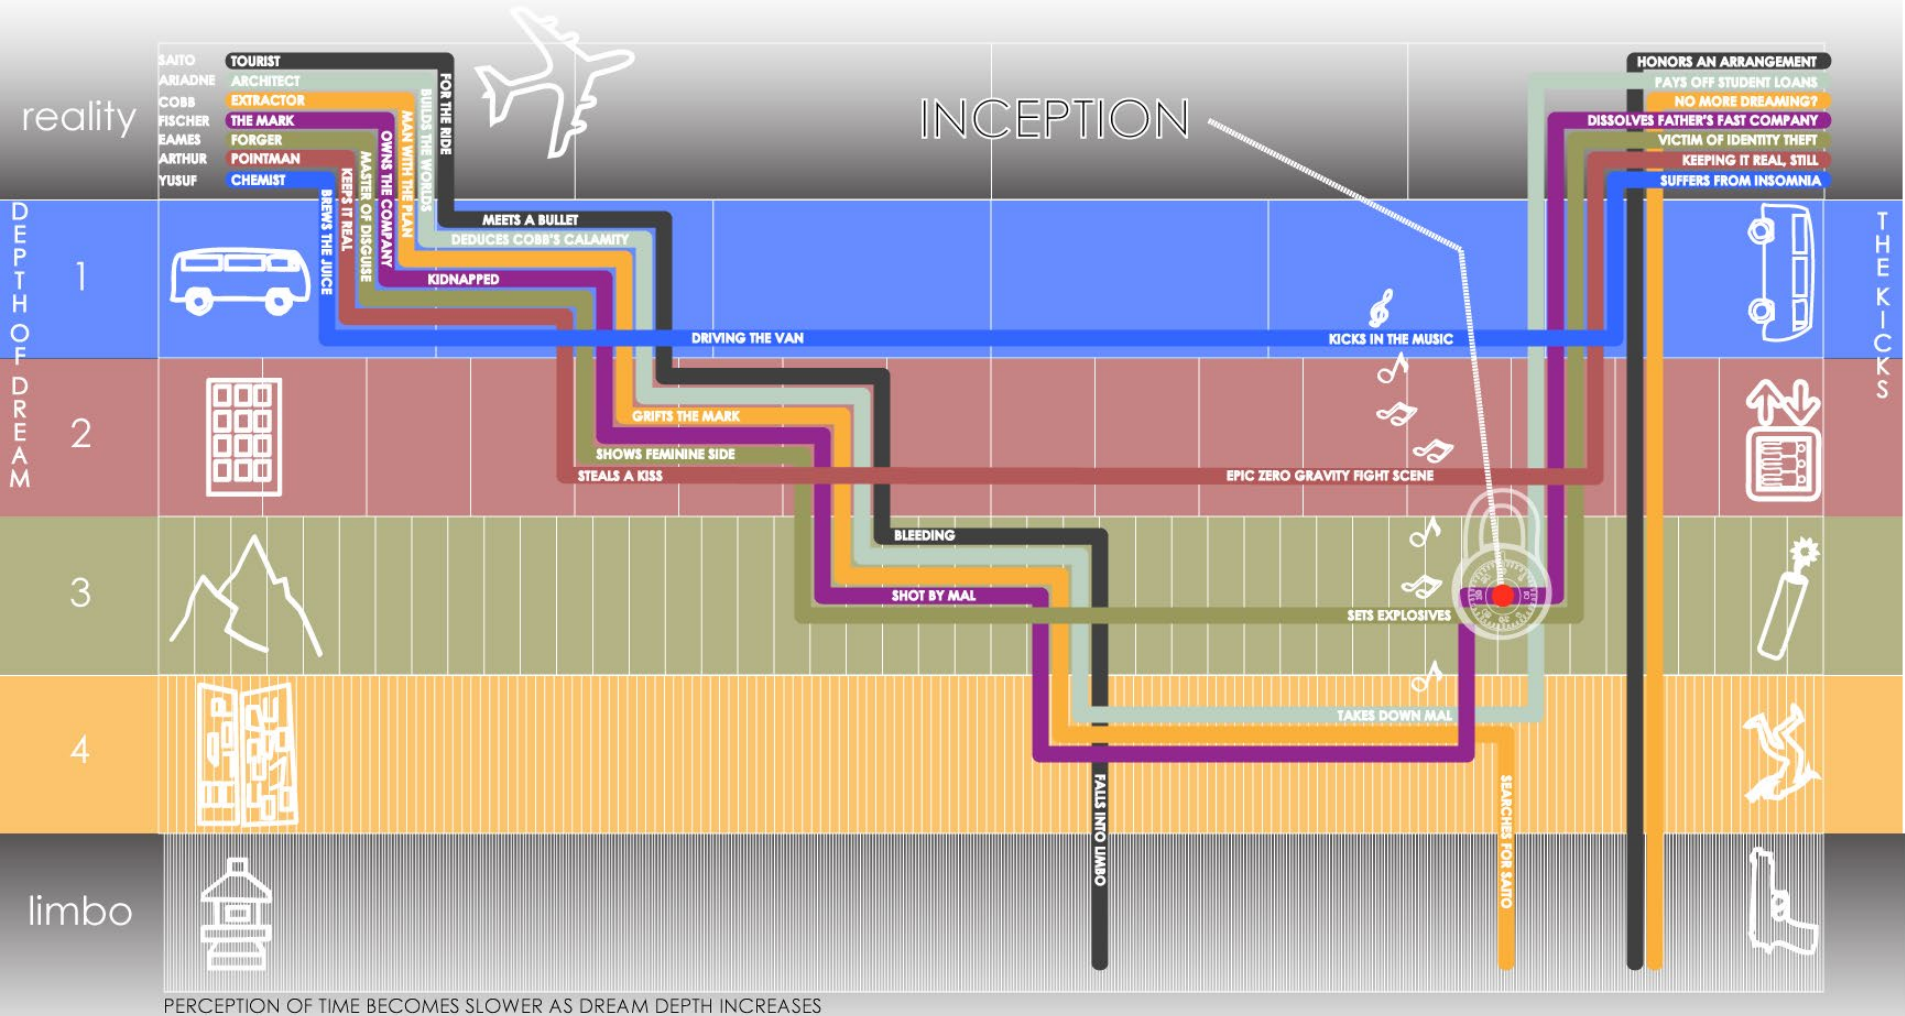 reality
SAITO TOURIST
ARIADNE ARCHITECT
COBB EXTRACTOR
FISCHER THE MARK
EAMES FORGER
ARTHUR POINTMAN
YUSUF CHEMIST
FOR THE RIDE
BUILDS THE WORLDS
MAN WITH THE PLAN
OWNS THE COMPANY
MASTER OF DISGUISE
KEEPS IT REAL
BREWS THE JUICE
INCEPTION
HONORS AN ARRANGEMENT
PAYS OFF STUDENT LOANS
NO MORE DREAMING?
DISSOLVES FATHER'S FAST COMPANY
VICTIM OF IDENTITY THEFT
KEEPING IT REAL, STILL
SUFFERS FROM INSOMNIA
DEPTH OF DREAM
THE KICKS
1
MEETS A BULLET
DEDUCES COBB'S CALAMITY
KIDNAPPED
DRIVING THE VAN
KICKS IN THE MUSIC
2
GRIFTS THE MARK
SHOWS FEMININE SIDE
STEALS A KISS
EPIC ZERO GRAVITY FIGHT SCENE
3
BLEEDING
SHOT BY MAL
SETS EXPLOSIVES
4
TAKES DOWN MAL
FALLS INTO LIMBO
SEARCHES FOR SAITO
limbo
PERCEPTION OF TIME BECOMES SLOWER AS DREAM DEPTH INCREASES